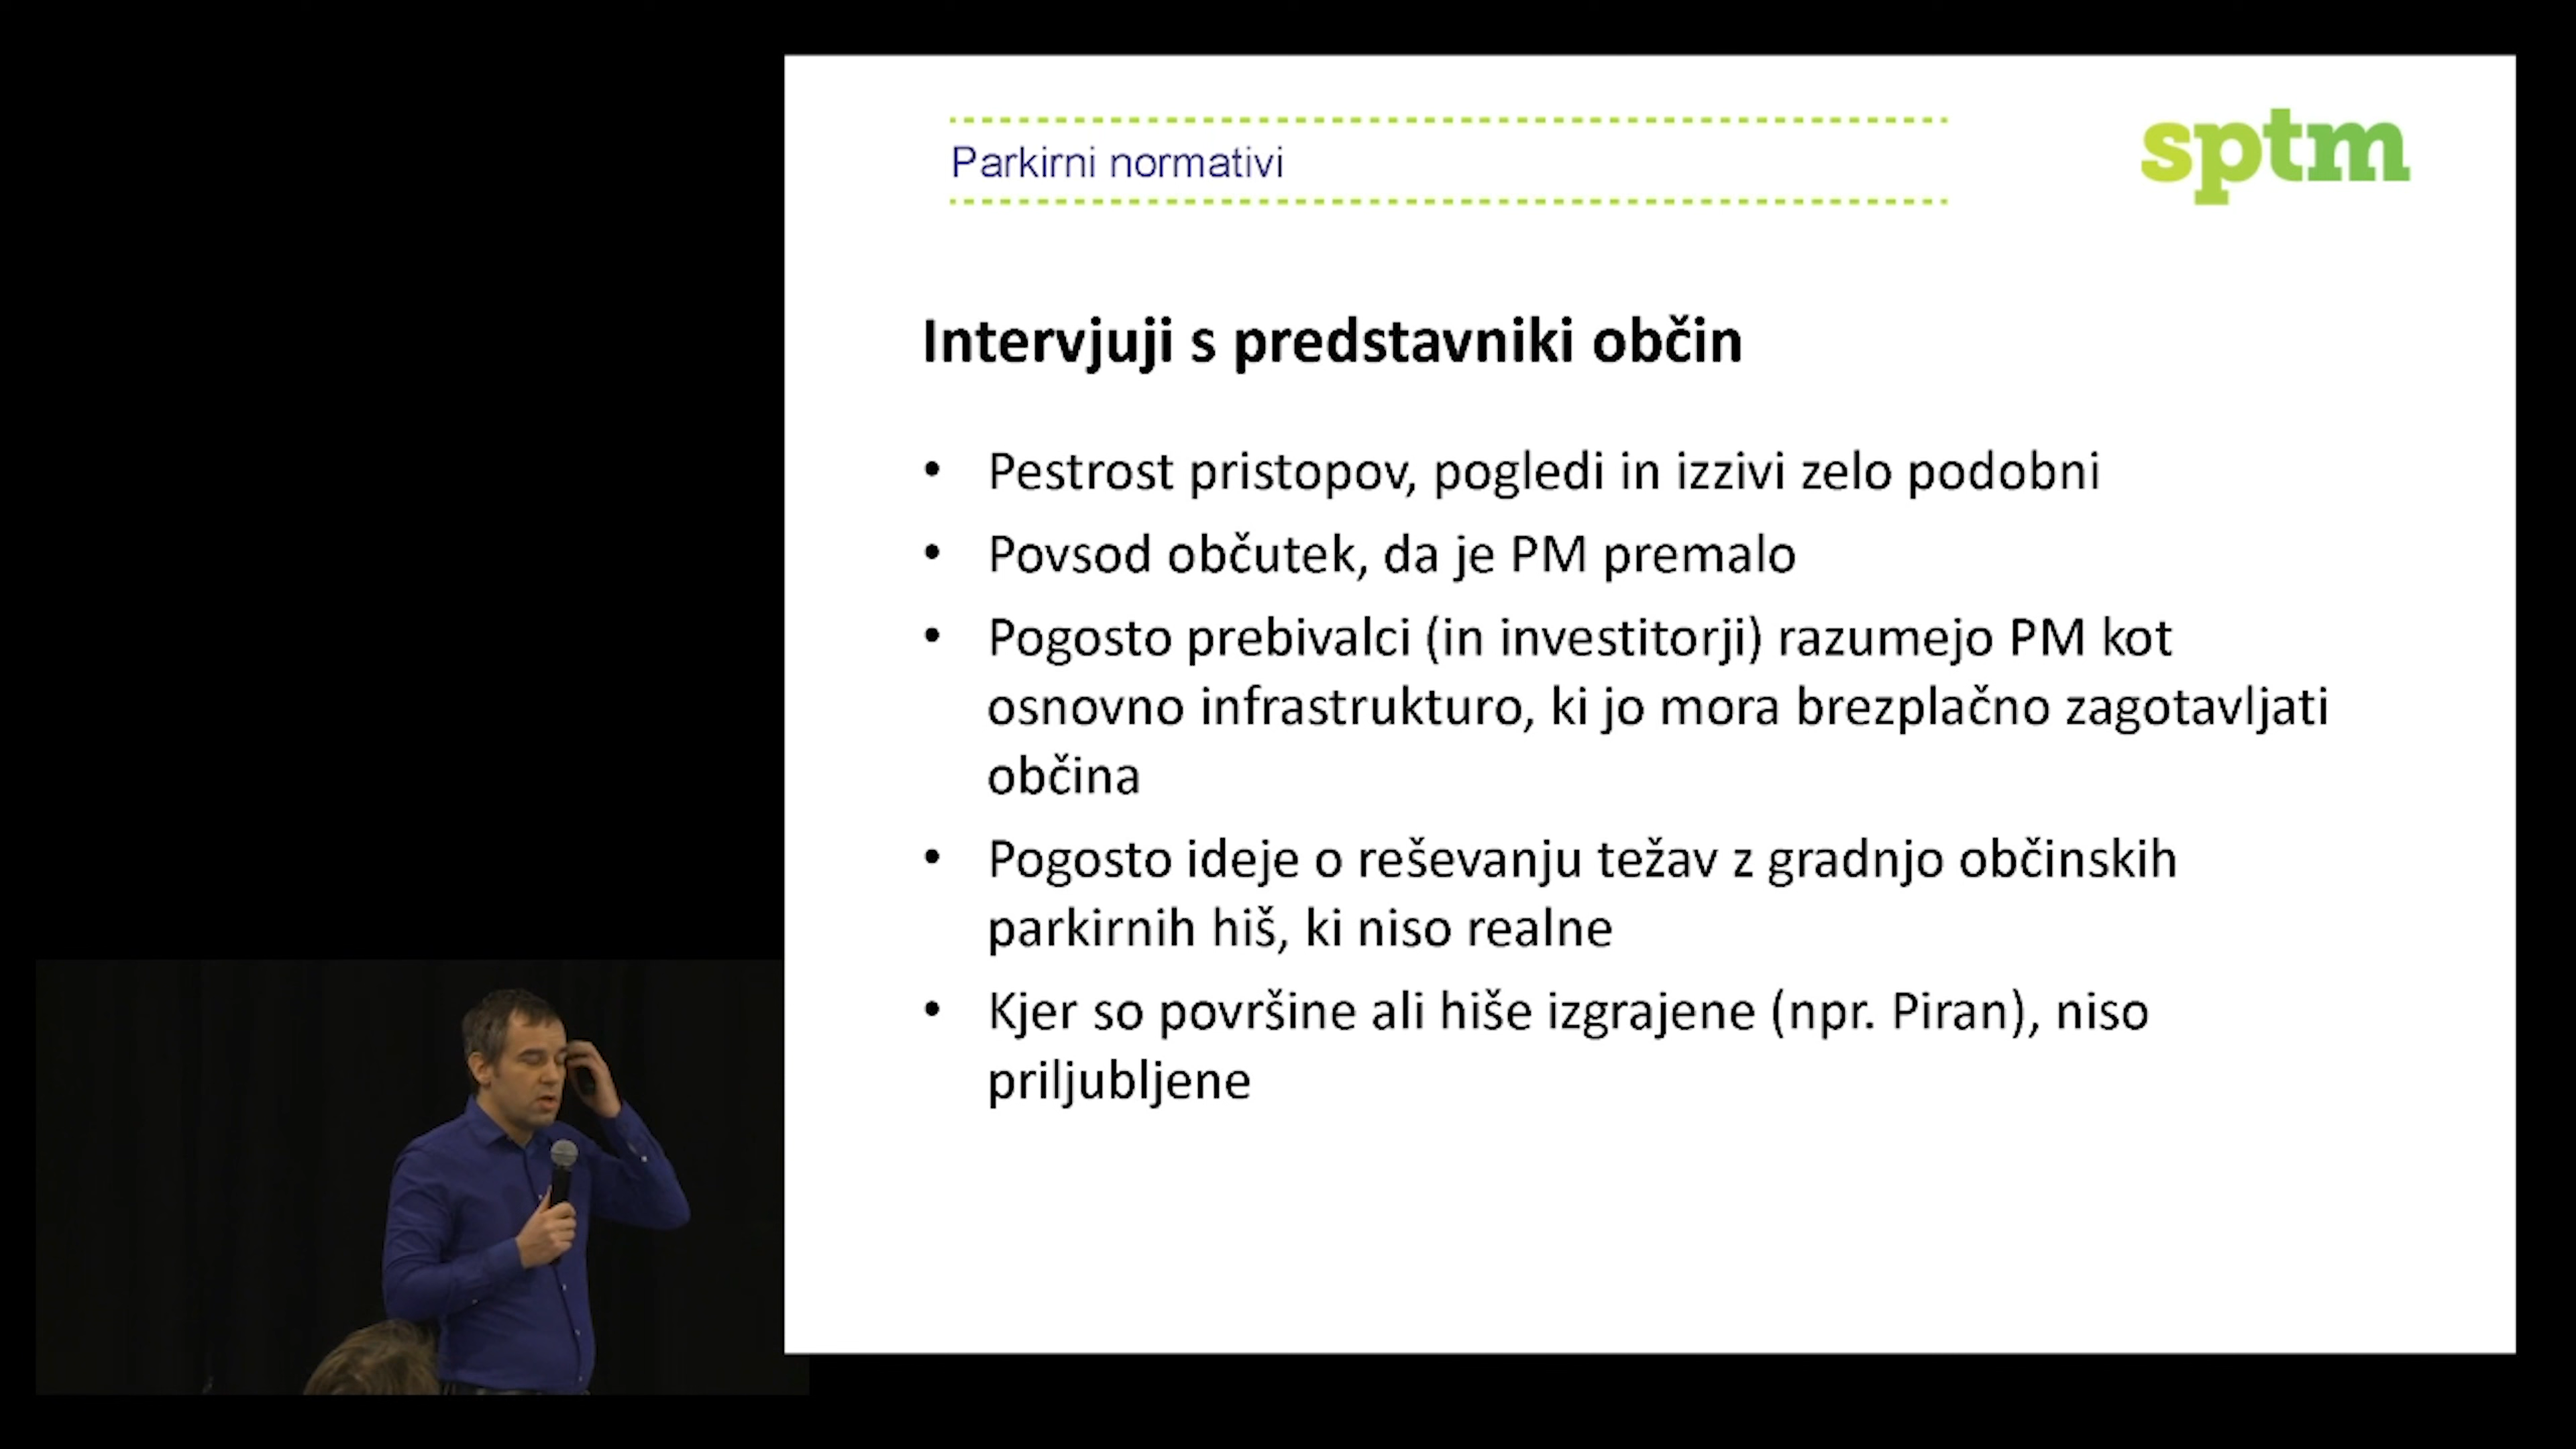 Parkirni normativi
sptm
Intervjuji s predstavniki občin
• Pestrost pristopov, pogledi in izzivi zelo podobni
• Povsod občutek, da je PM premalo
• Pogosto prebivalci (in investitorji) razumejo PM kot
osnovno infrastrukturo, ki jo mora brezplačno zagotavljati
občina
• Pogosto ideje o reševanju težav z gradnjo občinskih
parkirnih hiš, ki niso realne
• Kjer so površine ali hiše izgrajene (npr. Piran), niso
priljubljene